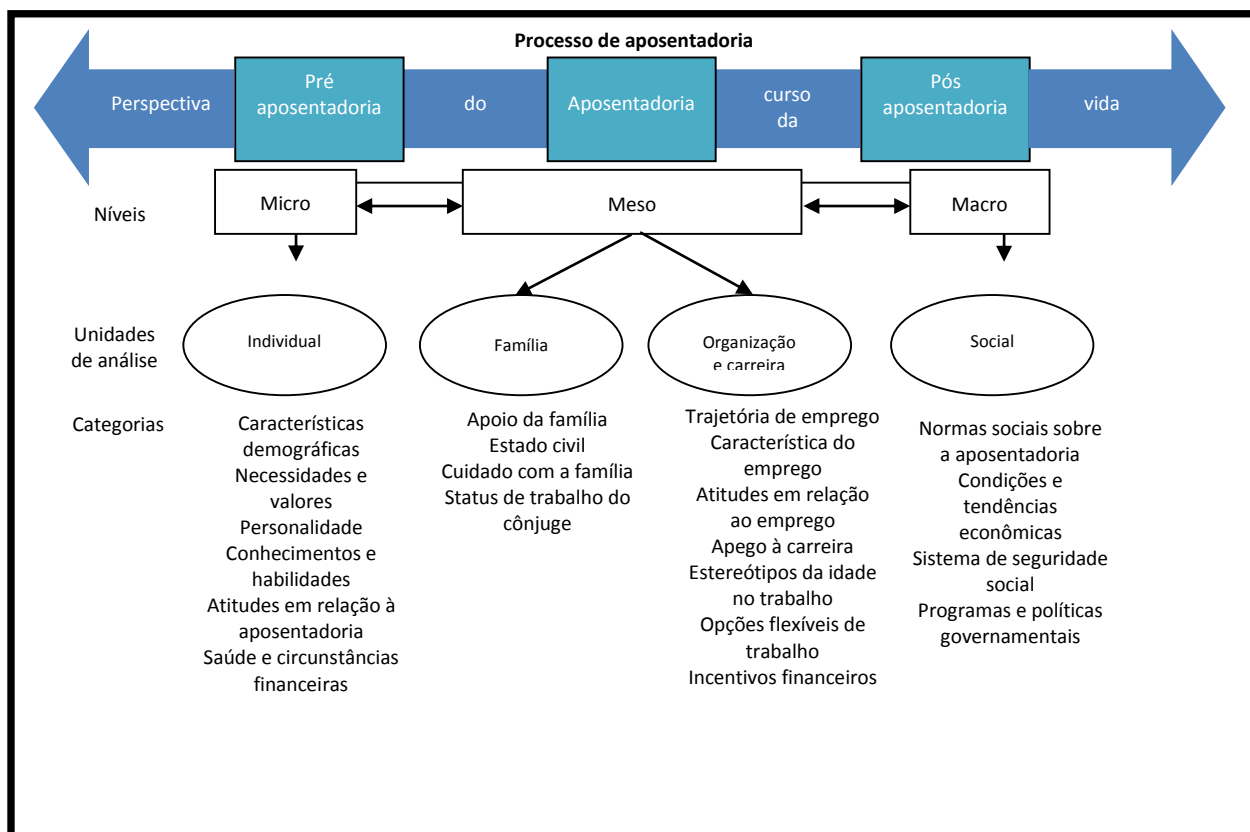 Processo de aposentadoria
Perspectiva
Pré
aposentadoria
do
Aposentadoria
curso
da
Pós
aposentadoria
vida
Níveis
Micro
Meso
Macro
Unidades
de análise
Individual
Família
Organização
e carreira
Social
Categorias
Características
demográficas
Necessidades e
valores
Personalidade
Conhecimentos e
habilidades
Atitudes em relação à
aposentadoria
Saúde e circunstâncias
financeiras
Apoio da família
Estado civil
Cuidado com a família
Status de trabalho do
cônjuge
Trajetória de emprego
Característica do
emprego
Atitudes em relação
ao emprego
Apego à carreira
Estereótipos da idade
no trabalho
Opções flexíveis de
trabalho
Incentivos financeiros
Normas sociais sobre
a aposentadoria
Condições e
tendências
econômicas
Sistema de seguridade
social
Programas e políticas
governamentais